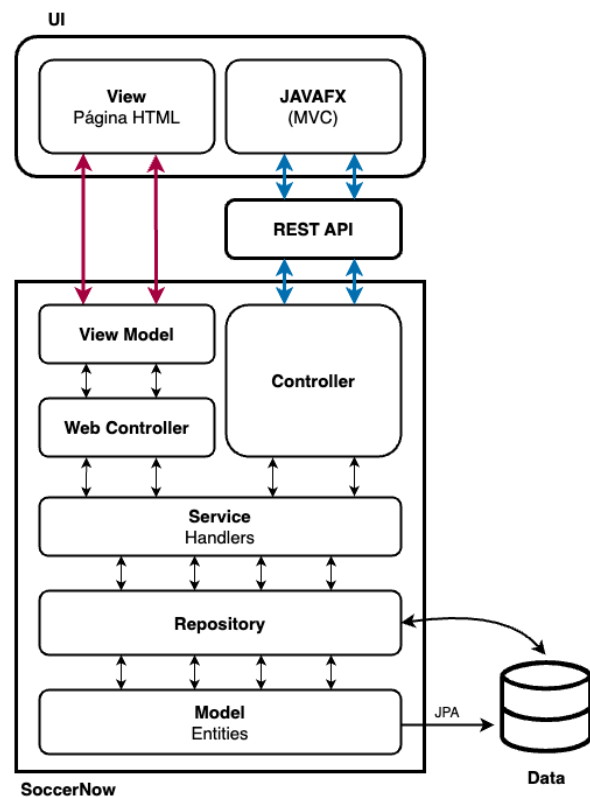 UI
View
Página HTML
JAVAFX
(MVC)
REST API
View Model
Controller
Web Controller
Service
Handlers
Repository
Model
Entities
JPA
Data
SoccerNow